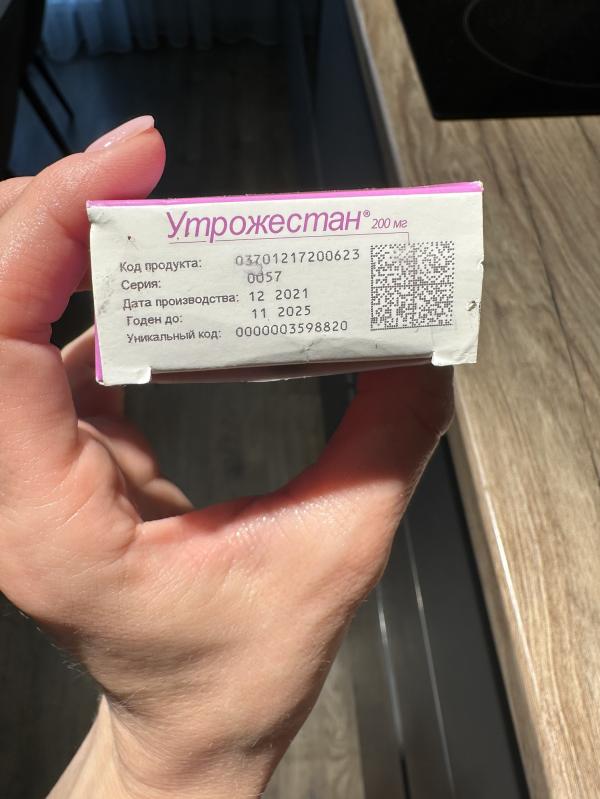 Утрожестан® 200 мг
Код продукта: 03701217200623
Серия: 0057
Дата производства: 12 2021
Годен до: 11 2025
Уникальный код: 0000003598820